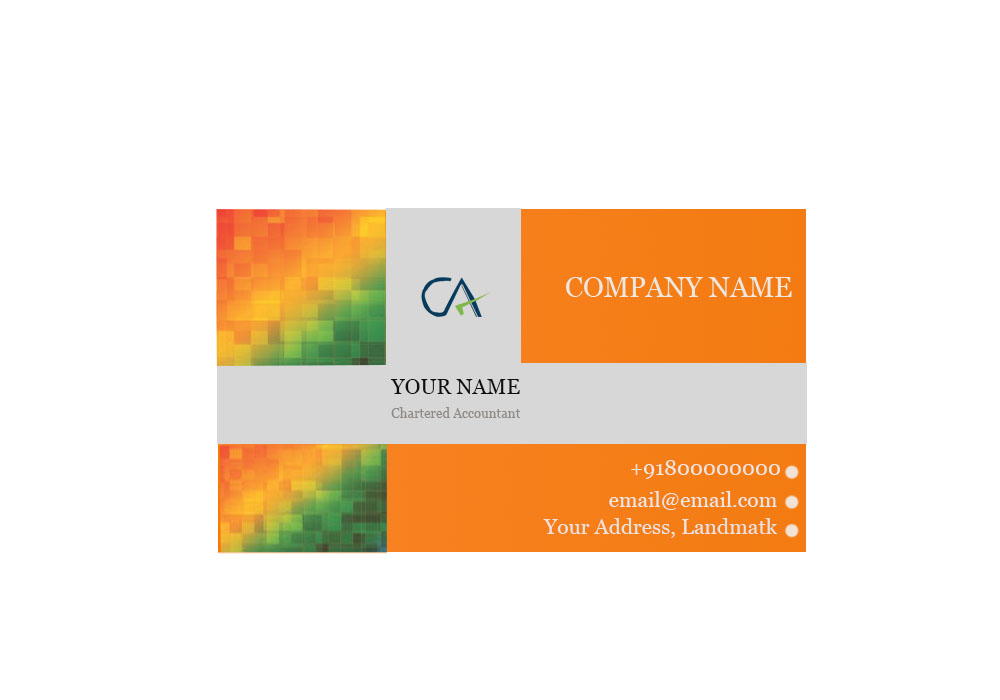 CA
COMPANY NAME
YOUR NAME
Chartered Accountant
+91800000000
email@email.com
Your Address, Landmatk